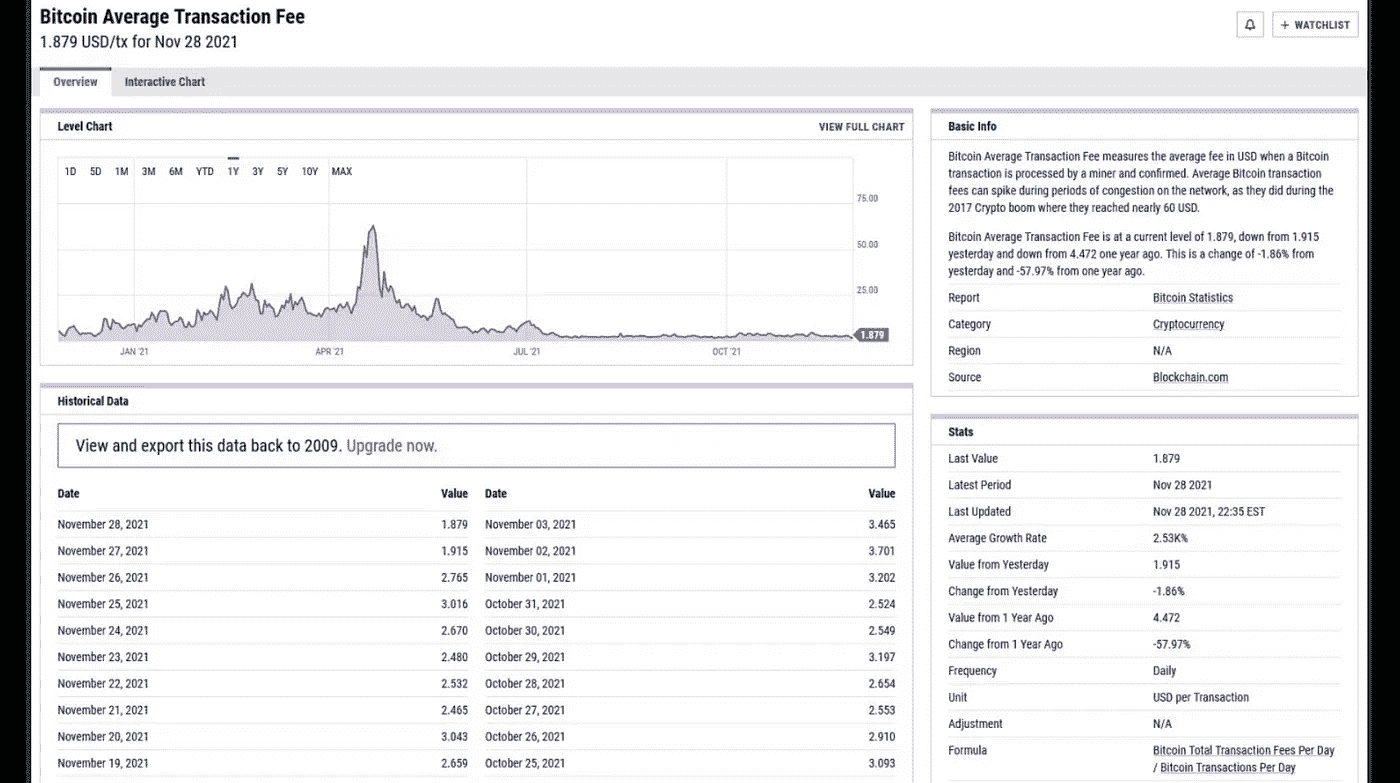 Bitcoin Average Transaction Fee
1.879 USD/tx for Nov 28 2021
+ WATCHLIST
Overview Interactive Chart
Level Chart VIEW FULL CHART
1D 5D 1M 3M 6M YTD 1Y 3Y 5Y 10Y MAX
75.00
50.00
25.00
1.879
JAN '21 APR '21 JUL '21 OCT '21
Historical Data
View and export this data back to 2009. Upgrade now.
Date Value Date Value
November 28, 2021 1.879 November 03, 2021 3.465
November 27, 2021 1.915 November 02, 2021 3.701
November 26, 2021 2.765 November 01, 2021 3.202
November 25, 2021 3.016 October 31, 2021 2.524
November 24, 2021 2.670 October 30, 2021 2.549
November 23, 2021 2.480 October 29, 2021 3.197
November 22, 2021 2.532 October 28, 2021 2.654
November 21, 2021 2.465 October 27, 2021 2.553
November 20, 2021 3.043 October 26, 2021 2.910
November 19, 2021 2.659 October 25, 2021 3.093
Basic Info
Bitcoin Average Transaction Fee measures the average fee in USD when a Bitcoin
transaction is processed by a miner and confirmed. Average Bitcoin transaction
fees can spike during periods of congestion on the network, as they did during the
2017 Crypto boom where they reached nearly 60 USD.
Bitcoin Average Transaction Fee is at a current level of 1.879, down from 1.915
yesterday and down from 4.472 one year ago. This is a change of -1.86% from
yesterday and -57.97% from one year ago.
Report Bitcoin Statistics
Category Cryptocurrency
Region N/A
Source Blockchain.com
Stats
Last Value 1.879
Latest Period Nov 28 2021
Last Updated Nov 28 2021, 22:35 EST
Average Growth Rate 2.53K%
Value from Yesterday 1.915
Change from Yesterday -1.86%
Value from 1 Year Ago 4.472
Change from 1 Year Ago -57.97%
Frequency Daily
Unit USD per Transaction
Adjustment N/A
Formula Bitcoin Total Transaction Fees Per Day
/ Bitcoin Transactions Per Day